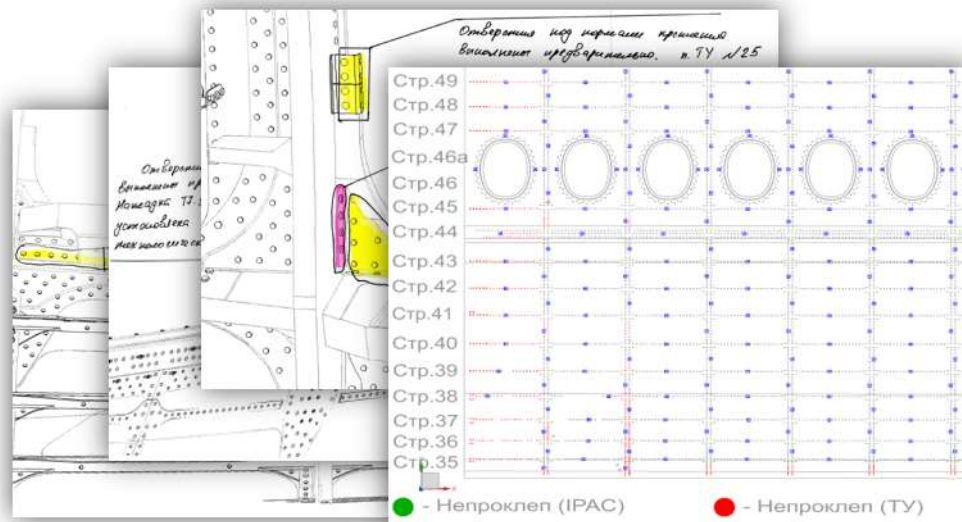 Отверстия под нормали крепления
выполнены предварительно. п. ТУ №25
Стр.49
Стр.48
Стр.47
Стр.46а
Стр.46
Стр.45
Стр.44
Стр.43
Стр.42
Стр.41
Стр.40
Стр.39
Стр.38
Стр.37
Стр.36
Стр.35
- Непроклеп (IPAC)
- Непроклеп (ТУ)